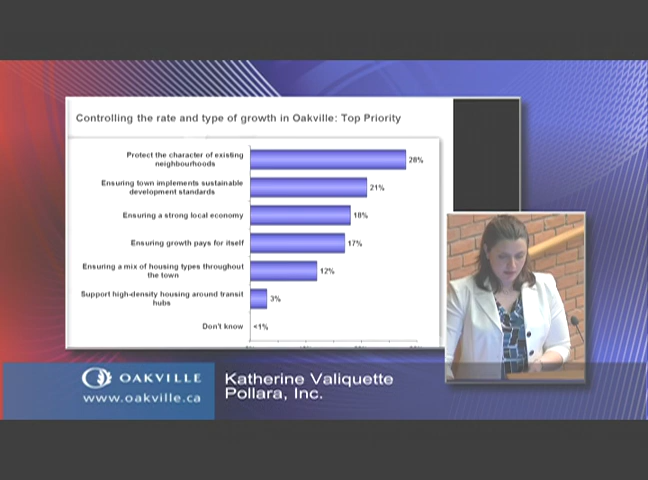 Controlling the rate and type of growth in Oakville: Top Priority
Protect the character of existing
neighbourhoods
28%
Ensuring town implements sustainable
development standards
21%
Ensuring a strong local economy
18%
Ensuring growth pays for itself
17%
Ensuring a mix of housing types throughout
the town
12%
Support high-density housing around transit
hubs
3%
Don't know
<1%
OAKVILLE
www.oakville.ca
Katherine Valiquette
Pollara, Inc.